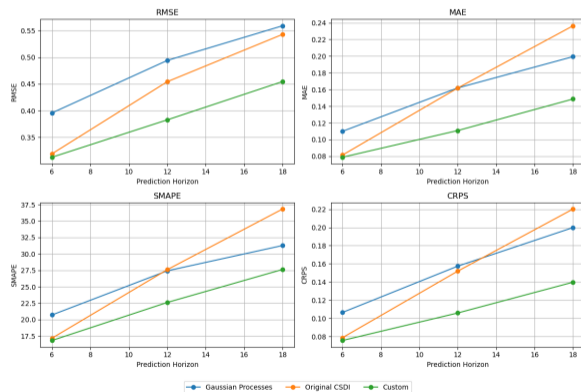 RMSE
0.55
0.45
0.40
0.35
RMSE
6 8 10 12 14 16 18
Prediction Horizon
MAE
0.24
0.22
0.20
0.18
0.16
0.14
0.12
0.10
0.08
MAE
6 8 10 12 14 16 18
Prediction Horizon
SMAPE
37.5
35.0
32.5
30.0
27.5
25.0
22.5
20.0
17.5
SMAPE
6 8 10 12 14 16 18
Prediction Horizon
CRPS
0.22
0.20
0.18
0.16
0.14
0.12
0.10
0.08
CRPS
6 8 10 12 14 16 18
Prediction Horizon
Gaussian Processes Original CSDI Custom